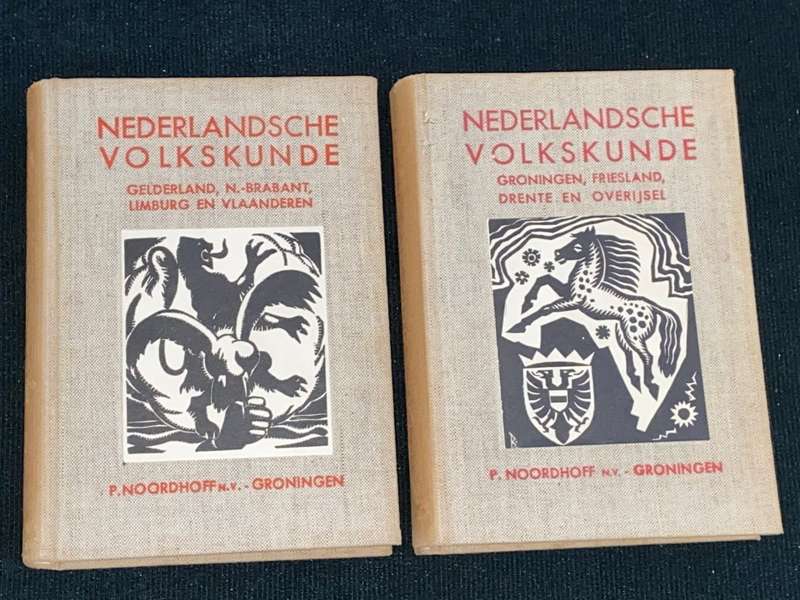 NEDERLANDSCHE
VOLKSKUNDE
GELDERLAND, N.-BRABANT,
LIMBURG EN VLAANDEREN
P. NOORDHOFF N.V. - GRONINGEN
NEDERLANDSCHE
VOLKSKUNDE
GRONINGEN, FRIESLAND,
DRENTE EN OVERIJSEL
P. NOORDHOFF N.V. - GRONINGEN